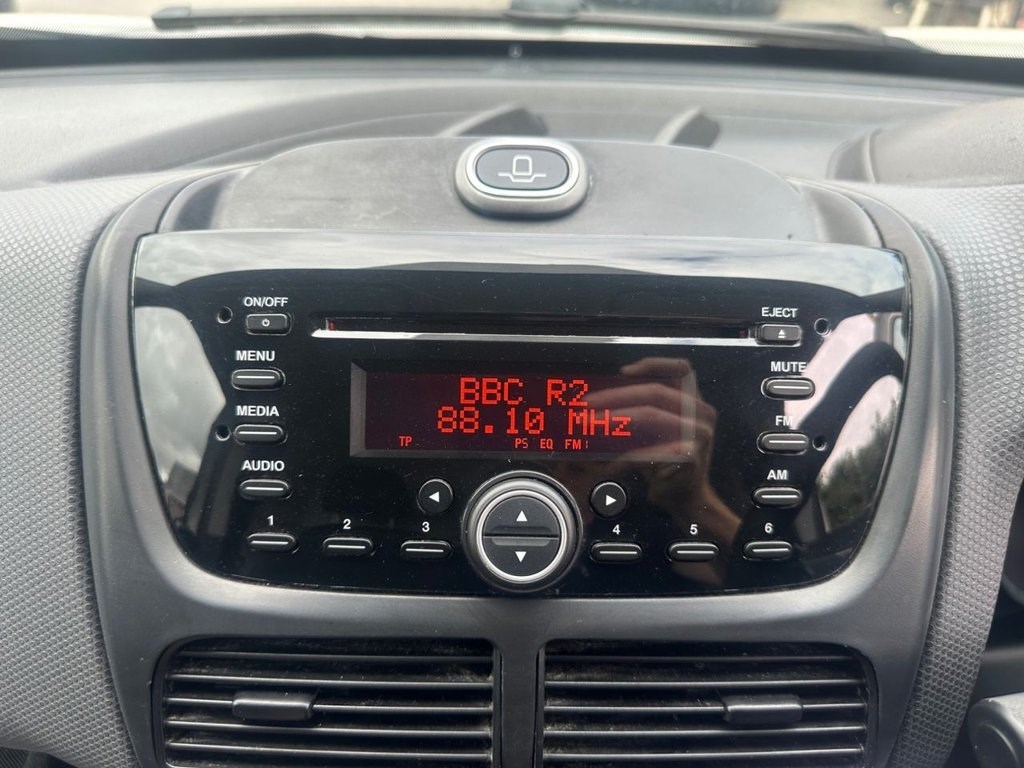 ON/OFF
EJECT
MENU
MUTE
BBC R2
MEDIA
88.10 MHz
FM
TP PS EQ FM
AUDIO
AM
1 2 3 4 5 6